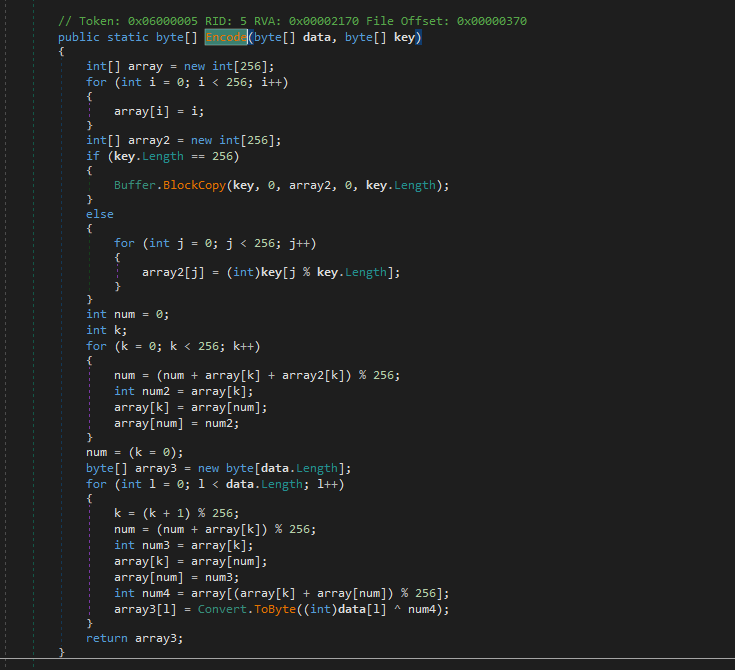 // Token: 0x06000005 RID: 5 RVA: 0x00002170 File Offset: 0x00000370
public static byte[] Encode(byte[] data, byte[] key)
{
int[] array = new int[256];
for (int i = 0; i < 256; i++)
{
array[i] = i;
}
int[] array2 = new int[256];
if (key.Length == 256)
{
Buffer.BlockCopy(key, 0, array2, 0, key.Length);
}
else
{
for (int j = 0; j < 256; j++)
{
array2[j] = (int)key[j % key.Length];
}
}
int num = 0;
int k;
for (k = 0; k < 256; k++)
{
num = (num + array[k] + array2[k]) % 256;
int num2 = array[k];
array[k] = array[num];
array[num] = num2;
}
num = (k = 0);
byte[] array3 = new byte[data.Length];
for (int l = 0; l < data.Length; l++)
{
k = (k + 1) % 256;
num = (num + array[k]) % 256;
int num3 = array[k];
array[k] = array[num];
array[num] = num3;
int num4 = array[(array[k] + array[num]) % 256];
array3[l] = Convert.ToByte((int)data[l] ^ num4);
}
return array3;
}